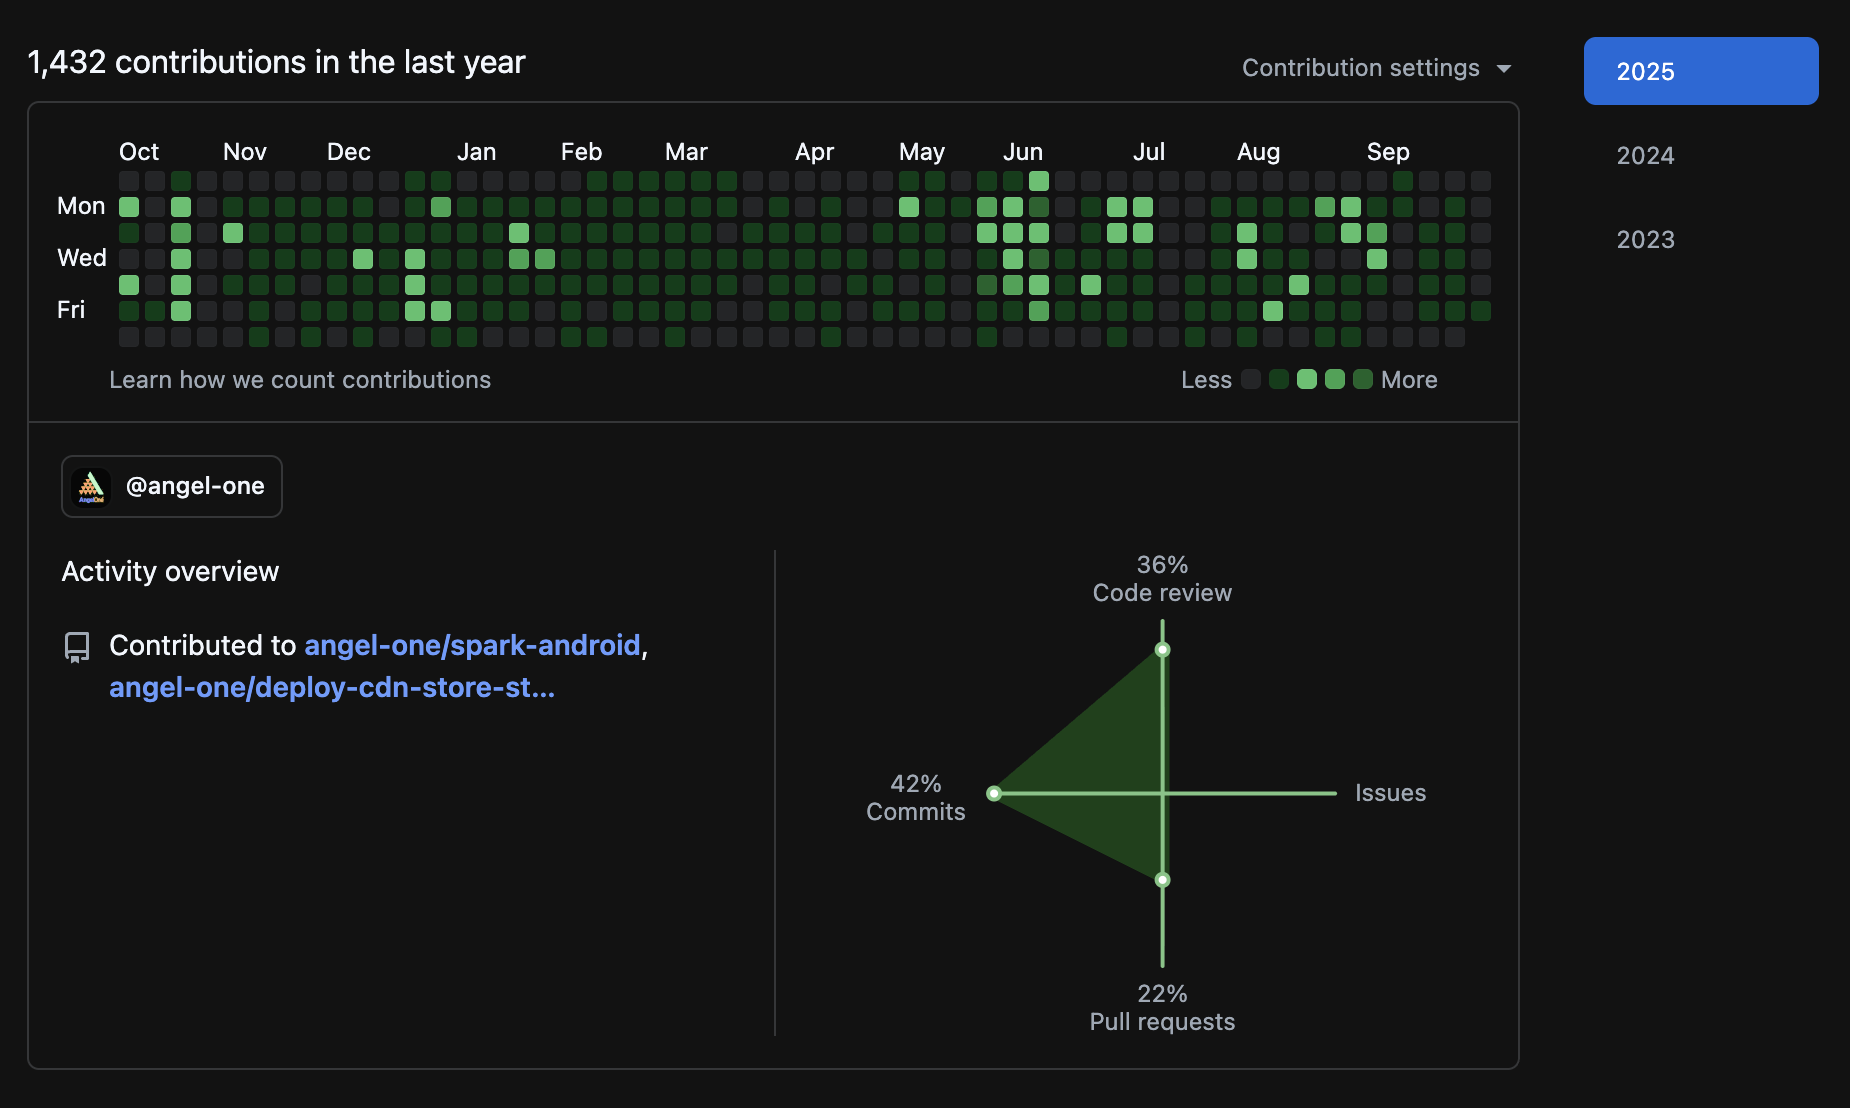 1,432 contributions in the last year
Contribution settings
2025
2024
2023
Oct Nov Dec Jan Feb Mar Apr May Jun Jul Aug Sep
Mon
Wed
Fri
Learn how we count contributions
Less More
AngelOne
@angel-one
Activity overview
Contributed to angel-one/spark-android,
angel-one/deploy-cdn-store-st...
36%
Code review
42%
Commits
Issues
22%
Pull requests